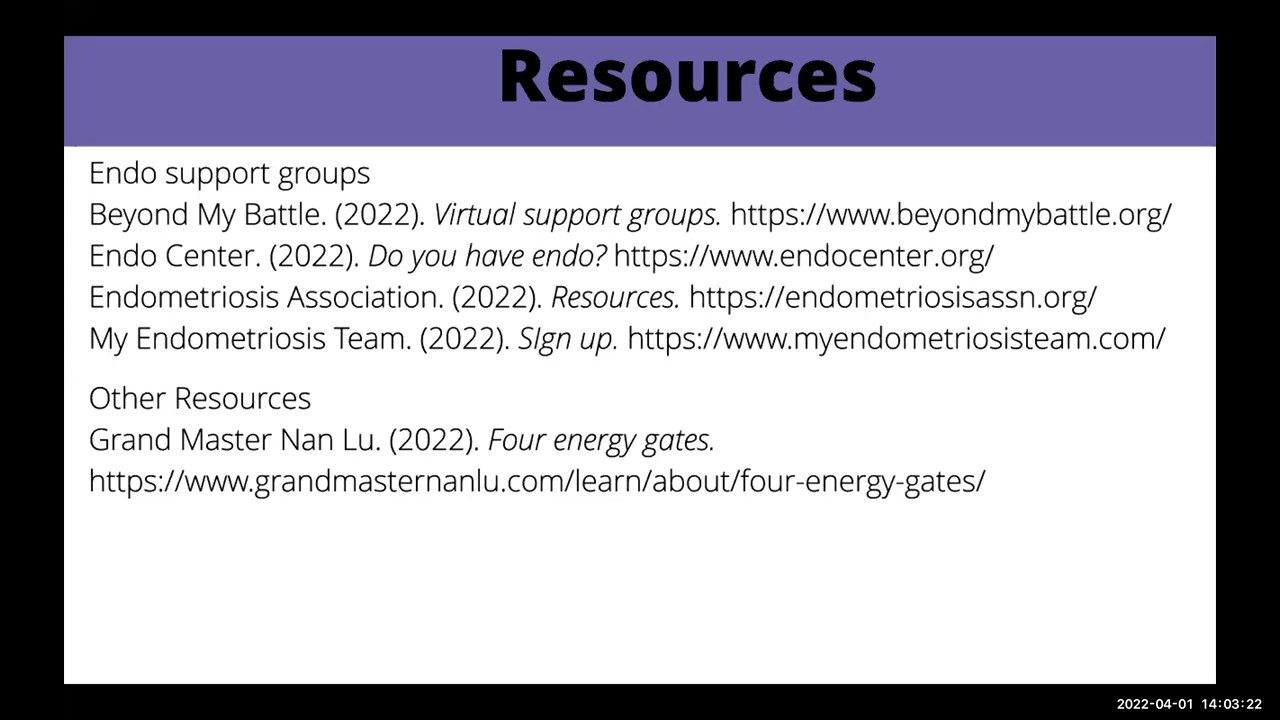 Resources
Endo support groups
Beyond My Battle. (2022). Virtual support groups. https://www.beyondmybattle.org/
Endo Center. (2022). Do you have endo? https://www.endocenter.org/
Endometriosis Association. (2022). Resources. https://endometriosisassn.org/
My Endometriosis Team. (2022). SIgn up. https://www.myendometriosisteam.com/
Other Resources
Grand Master Nan Lu. (2022). Four energy gates.
https://www.grandmasternanlu.com/learn/about/four-energy-gates/
2022-04-01 14:03:22